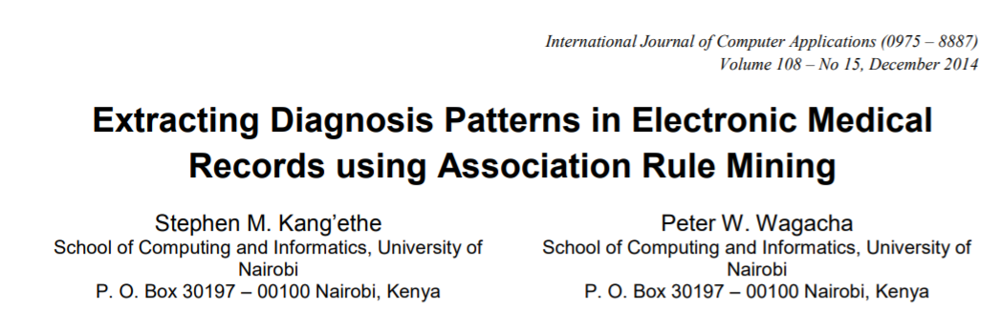 International Journal of Computer Applications (0975 – 8887)
Volume 108 – No 15, December 2014
Extracting Diagnosis Patterns in Electronic Medical
Records using Association Rule Mining
Stephen M. Kang’ethe
School of Computing and Informatics, University of
Nairobi
P. O. Box 30197 – 00100 Nairobi, Kenya
Peter W. Wagacha
School of Computing and Informatics, University of
Nairobi
P. O. Box 30197 – 00100 Nairobi, Kenya